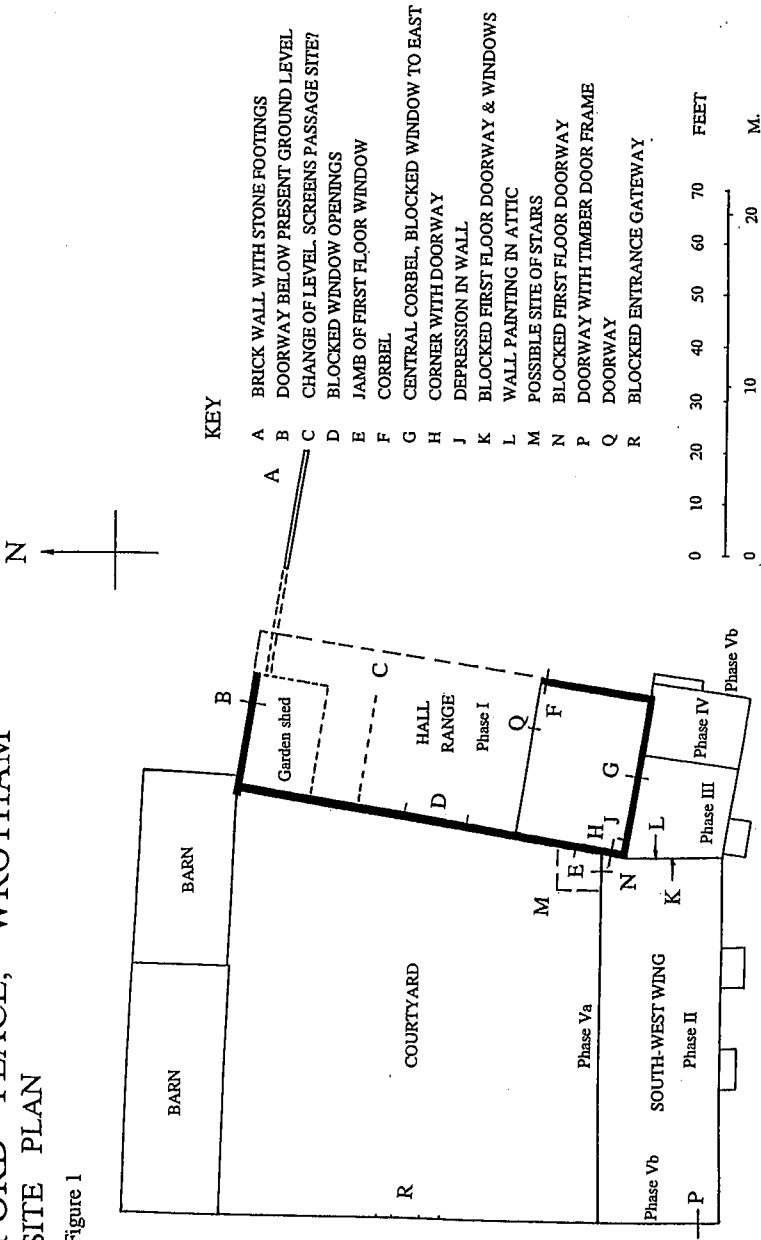 FORD PLACE, WROTHAM
SITE PLAN
Figure 1
N
KEY
A BRICK WALL WITH STONE FOOTINGS
B DOORWAY BELOW PRESENT GROUND LEVEL
C CHANGE OF LEVEL. SCREENS PASSAGE SITE?
D BLOCKED WINDOW OPENINGS
E JAMB OF FIRST FLOOR WINDOW
F CORBEL
G CENTRAL CORBEL, BLOCKED WINDOW TO EAST
H CORNER WITH DOORWAY
J DEPRESSION IN WALL
K BLOCKED FIRST FLOOR DOORWAY & WINDOWS
L WALL PAINTING IN ATTIC
M POSSIBLE SITE OF STAIRS
N BLOCKED FIRST FLOOR DOORWAY
P DOORWAY WITH TIMBER DOOR FRAME
Q DOORWAY
R BLOCKED ENTRANCE GATEWAY
0 10 20 30 40 50 60 70 FEET
0 10 20 M.
BARN
BARN
Garden shed
A
B
C
HALL
RANGE
Phase I
D
Q
F
G
H
J
E
M
N
L
K
COURTYARD
R
Phase Va
SOUTH-WEST WING
Phase II
Phase Vb
P
Phase III
Phase IV
Phase Vb